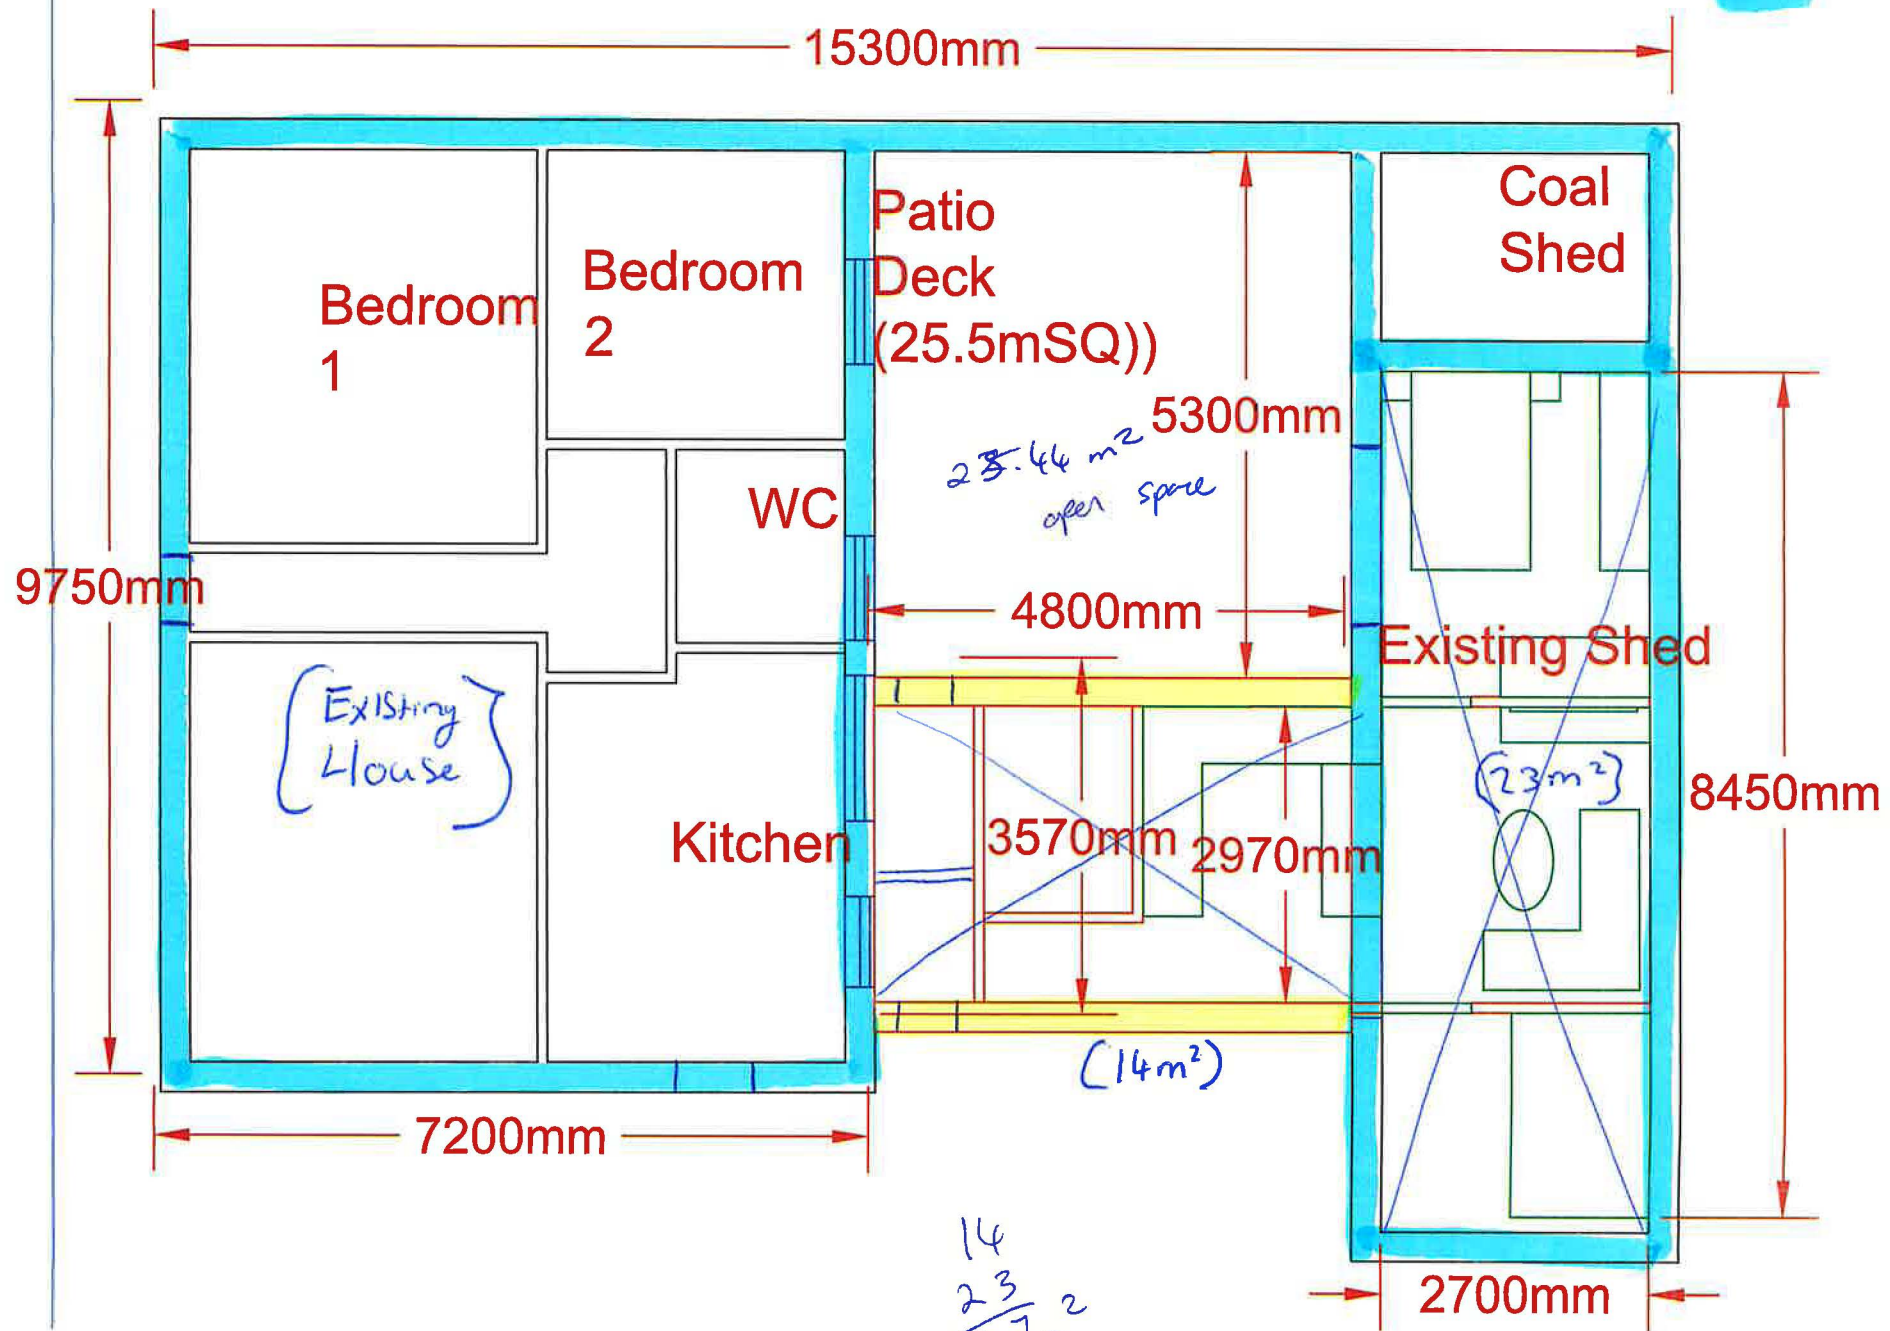 15300mm
Coal
Shed
Patio
Deck
(25.5mSQ))
Bedroom
2
Bedroom
1
5300mm
25.44 m²
open space
WC
9750mm
4800mm
Existing Shed
(Existing
House)
(23m²)
8450mm
Kitchen
3570mm
2970mm
(14m²)
7200mm
14
23
2700mm